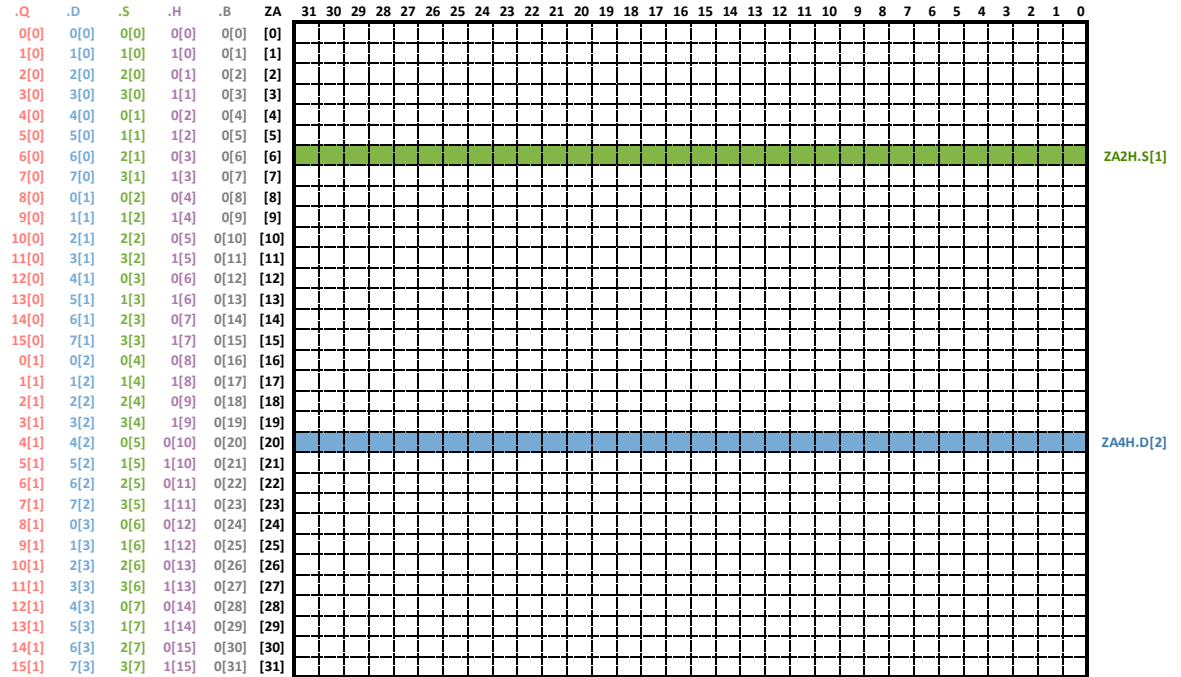 .Q .D .S .H .B ZA 31 30 29 28 27 26 25 24 23 22 21 20 19 18 17 16 15 14 13 12 11 10 9 8 7 6 5 4 3 2 1 0
0[0] 0[0] 0[0] 0[0] 0[0] [0]
1[0] 1[0] 1[0] 1[0] 0[1] [1]
2[0] 2[0] 2[0] 0[1] 0[2] [2]
3[0] 3[0] 3[0] 1[1] 0[3] [3]
4[0] 4[0] 0[1] 0[2] 0[4] [4]
5[0] 5[0] 1[1] 1[2] 0[5] [5]
6[0] 6[0] 2[1] 0[3] 0[6] [6] ZA2H.S[1]
7[0] 7[0] 3[1] 1[3] 0[7] [7]
8[0] 0[1] 0[2] 0[4] 0[8] [8]
9[0] 1[1] 1[2] 1[4] 0[9] [9]
10[0] 2[1] 2[2] 0[5] 0[10] [10]
11[0] 3[1] 3[2] 1[5] 0[11] [11]
12[0] 4[1] 0[3] 0[6] 0[12] [12]
13[0] 5[1] 1[3] 1[6] 0[13] [13]
14[0] 6[1] 2[3] 0[7] 0[14] [14]
15[0] 7[1] 3[3] 1[7] 0[15] [15]
0[1] 0[2] 0[4] 0[8] 0[16] [16]
1[1] 1[2] 1[4] 1[8] 0[17] [17]
2[1] 2[2] 2[4] 0[9] 0[18] [18]
3[1] 3[2] 3[4] 1[9] 0[19] [19]
4[1] 4[2] 0[5] 0[10] 0[20] [20] ZA4H.D[2]
5[1] 5[2] 1[5] 1[10] 0[21] [21]
6[1] 6[2] 2[5] 0[11] 0[22] [22]
7[1] 7[2] 3[5] 1[11] 0[23] [23]
8[1] 0[3] 0[6] 0[12] 0[24] [24]
9[1] 1[3] 1[6] 1[12] 0[25] [25]
10[1] 2[3] 2[6] 0[13] 0[26] [26]
11[1] 3[3] 3[6] 1[13] 0[27] [27]
12[1] 4[3] 0[7] 0[14] 0[28] [28]
13[1] 5[3] 1[7] 1[14] 0[29] [29]
14[1] 6[3] 2[7] 0[15] 0[30] [30]
15[1] 7[3] 3[7] 1[15] 0[31] [31]